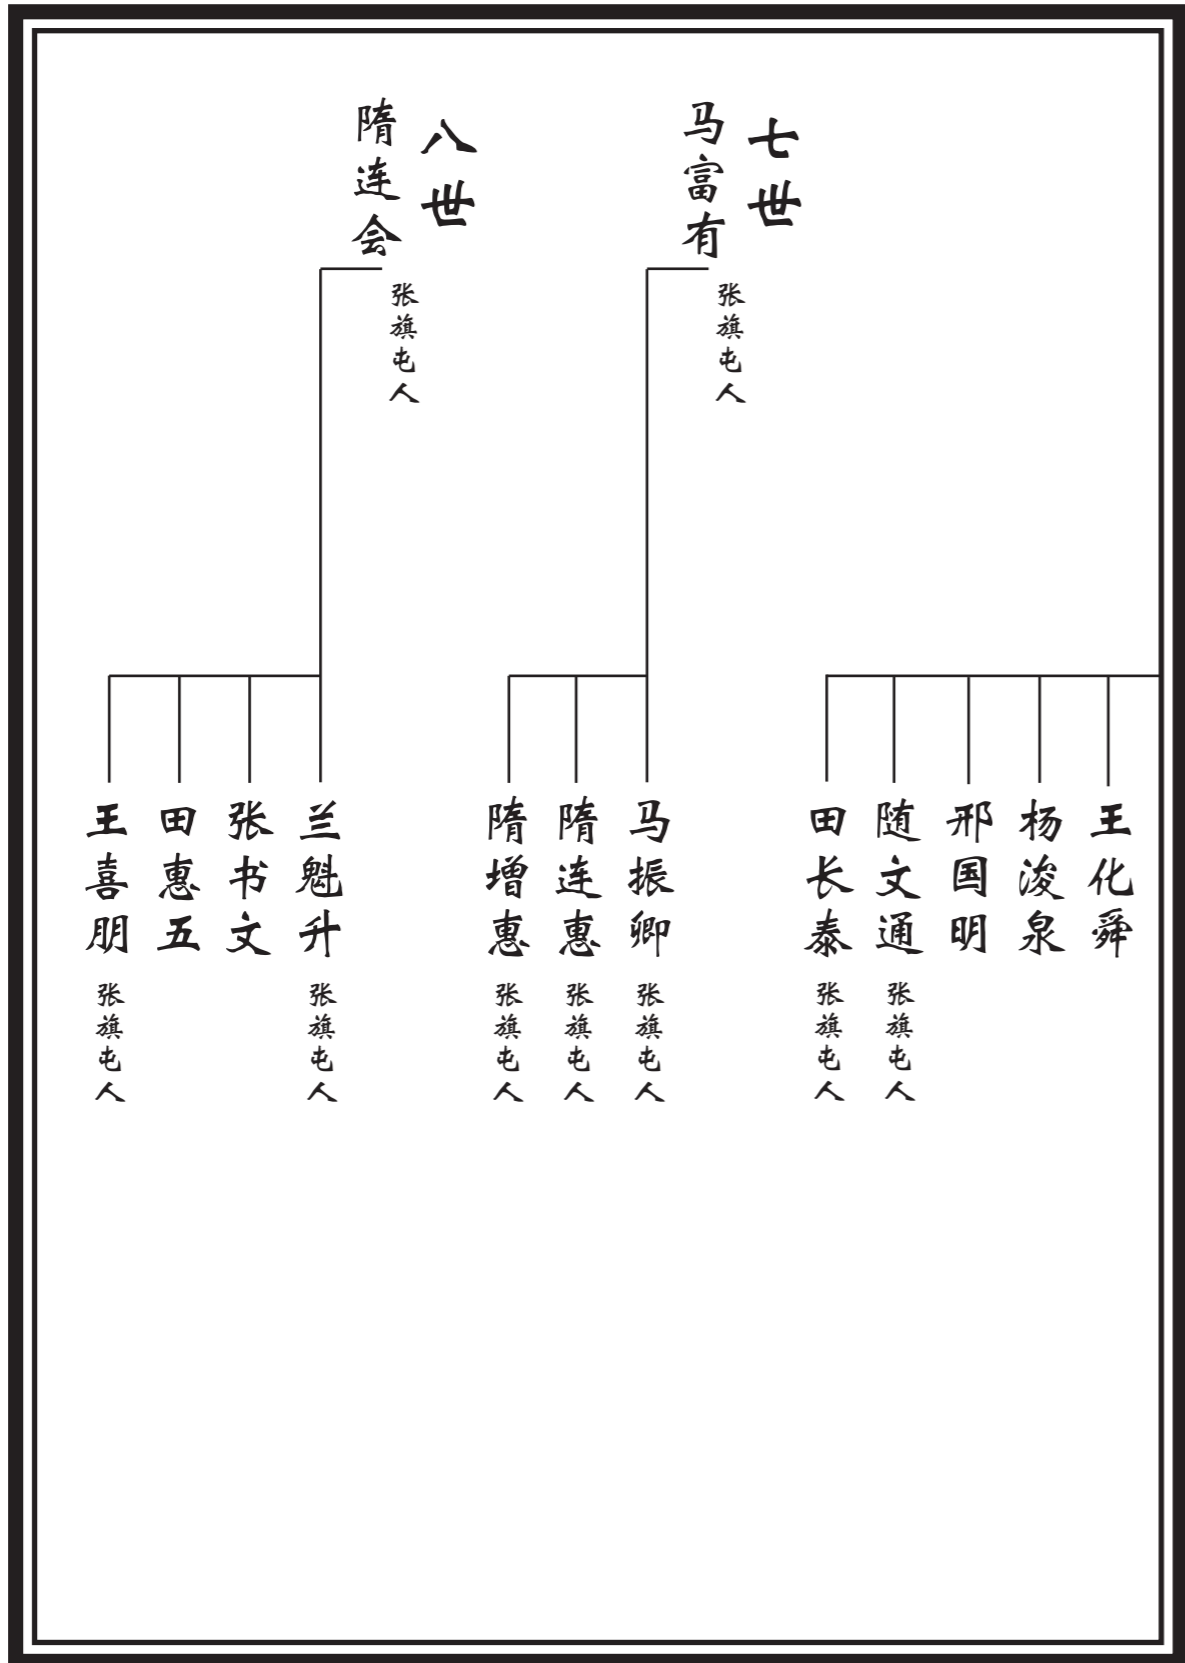 七世
马富有
张旗屯人
王化舜
杨浚泉
邢国明
随文通
张旗屯人
田长泰
张旗屯人
马振卿
张旗屯人
隋连惠
张旗屯人
隋增惠
张旗屯人
八世
隋连会
张旗屯人
兰魁升
张旗屯人
张书文
田惠五
王喜朋
张旗屯人